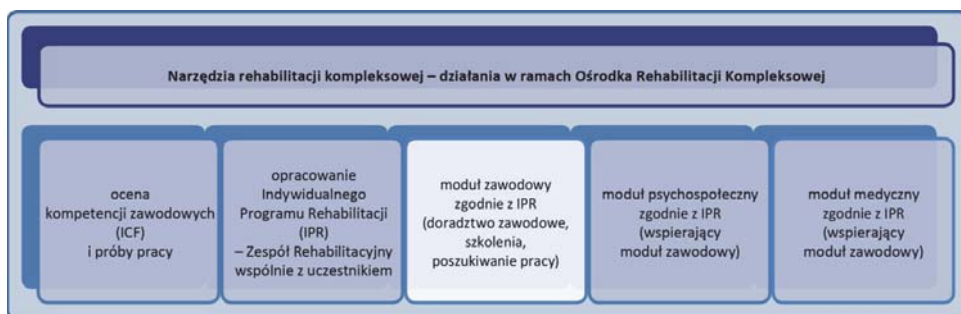 Narzędzia rehabilitacji kompleksowej – działania w ramach Ośrodka Rehabilitacji Kompleksowej
ocena
kompetencji zawodowych
(ICF)
i próby pracy
opracowanie
Indywidualnego
Programu Rehabilitacji
(IPR)
– Zespół Rehabilitacyjny
wspólnie z uczestnikiem
moduł zawodowy
zgodnie z IPR
(doradztwo zawodowe,
szkolenia,
poszukiwanie pracy)
moduł psychospołeczny
zgodnie z IPR
(wspierający
moduł zawodowy)
moduł medyczny
zgodnie z IPR
(wspierający
moduł zawodowy)